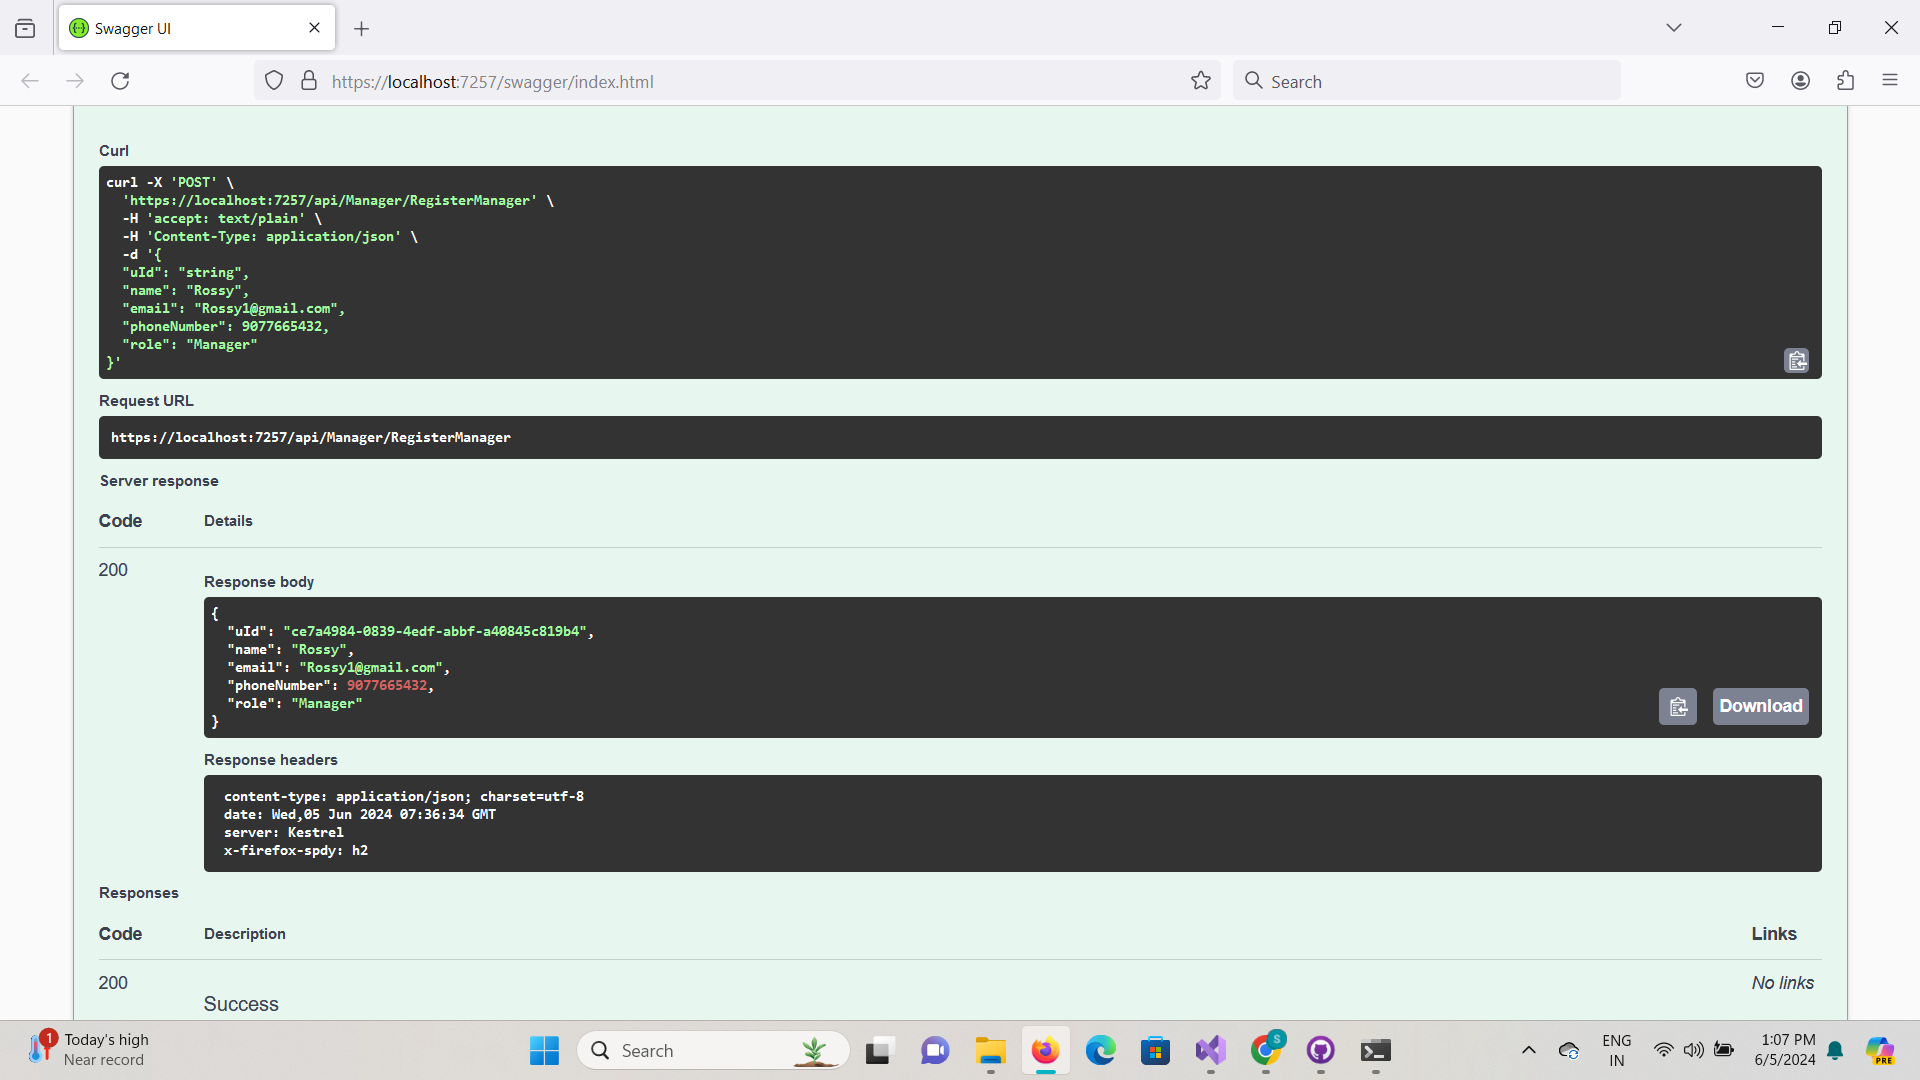 Swagger UI
https://localhost:7257/swagger/index.html
Search
Curl
curl -X 'POST' \
'https://localhost:7257/api/Manager/RegisterManager' \
-H 'accept: text/plain' \
-H 'Content-Type: application/json' \
-d '{
"uId": "string",
"name": "Rossy",
"email": "Rossy1@gmail.com",
"phoneNumber": 9077665432,
"role": "Manager"
}'
Request URL
https://localhost:7257/api/Manager/RegisterManager
Server response
Code Details
200
Response body
{
"uId": "ce7a4984-0839-4edf-abbf-a40845c819b4",
"name": "Rossy",
"email": "Rossy1@gmail.com",
"phoneNumber": 9077665432,
"role": "Manager"
}
Download
Response headers
content-type: application/json; charset=utf-8
date: Wed,05 Jun 2024 07:36:34 GMT
server: Kestrel
x-firefox-spdy: h2
Responses
Code Description Links
200 No links
Success
1
Today's high
Near record
Search
S
ENG
IN
1:07 PM
6/5/2024
PRE